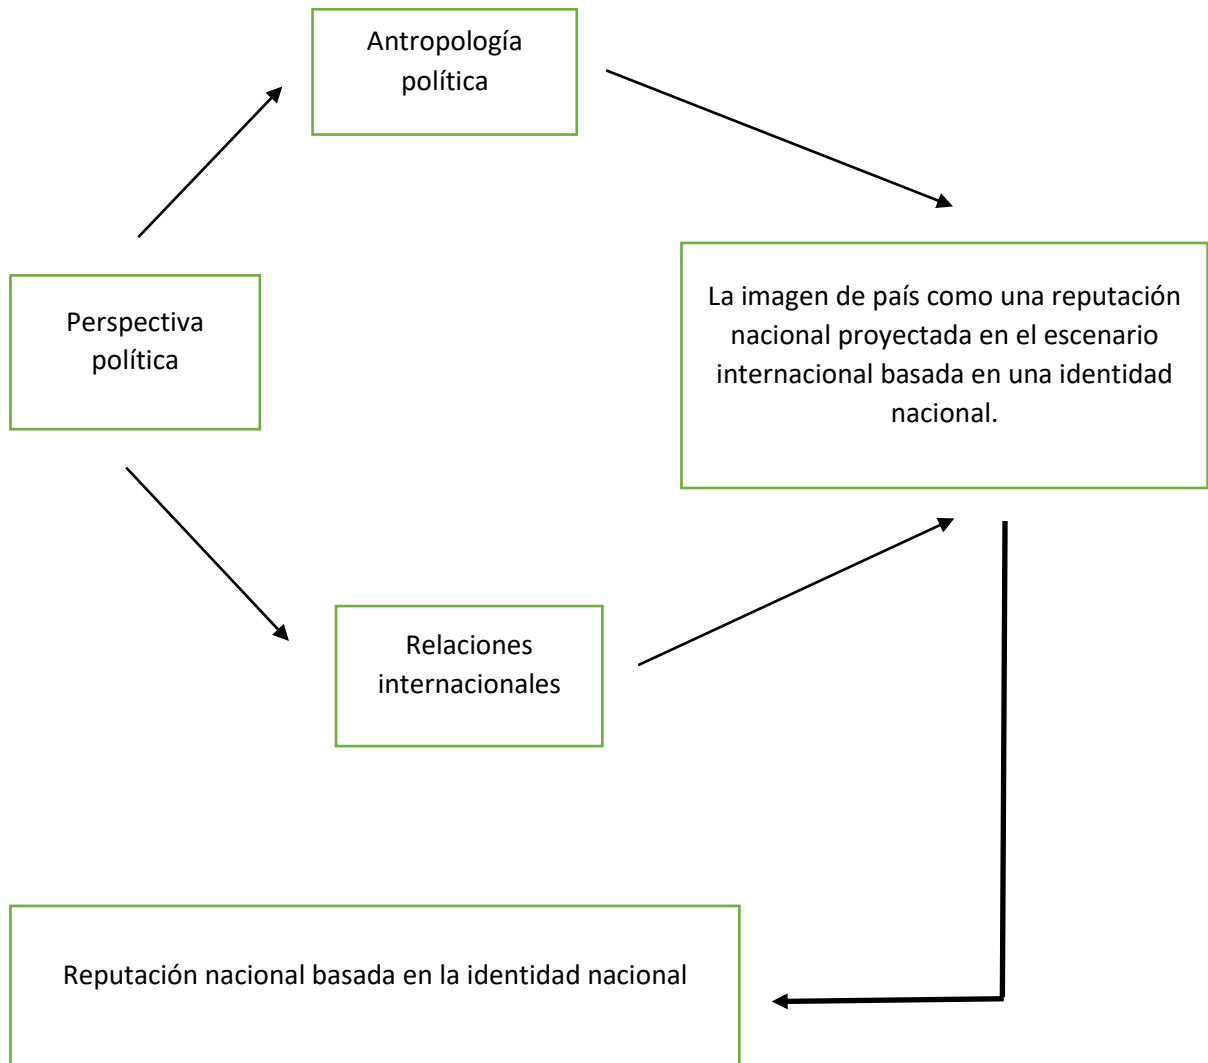 Antropología
política
Perspectiva
política
La imagen de país como una reputación
nacional proyectada en el escenario
internacional basada en una identidad
nacional.
Relaciones
internacionales
Reputación nacional basada en la identidad nacional